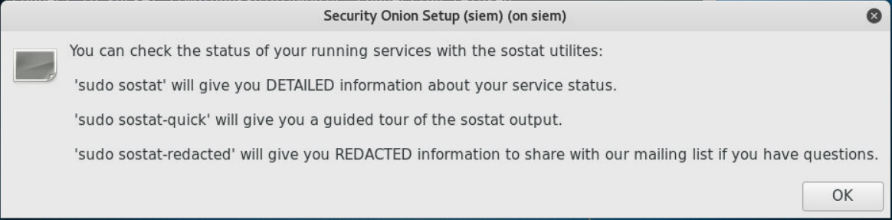 Security Onion Setup (siem) (on siem)
You can check the status of your running services with the sostat utilites:
'sudo sostat' will give you DETAILED information about your service status.
'sudo sostat-quick' will give you a guided tour of the sostat output.
'sudo sostat-redacted' will give you REDACTED information to share with our mailing list if you have questions.
OK